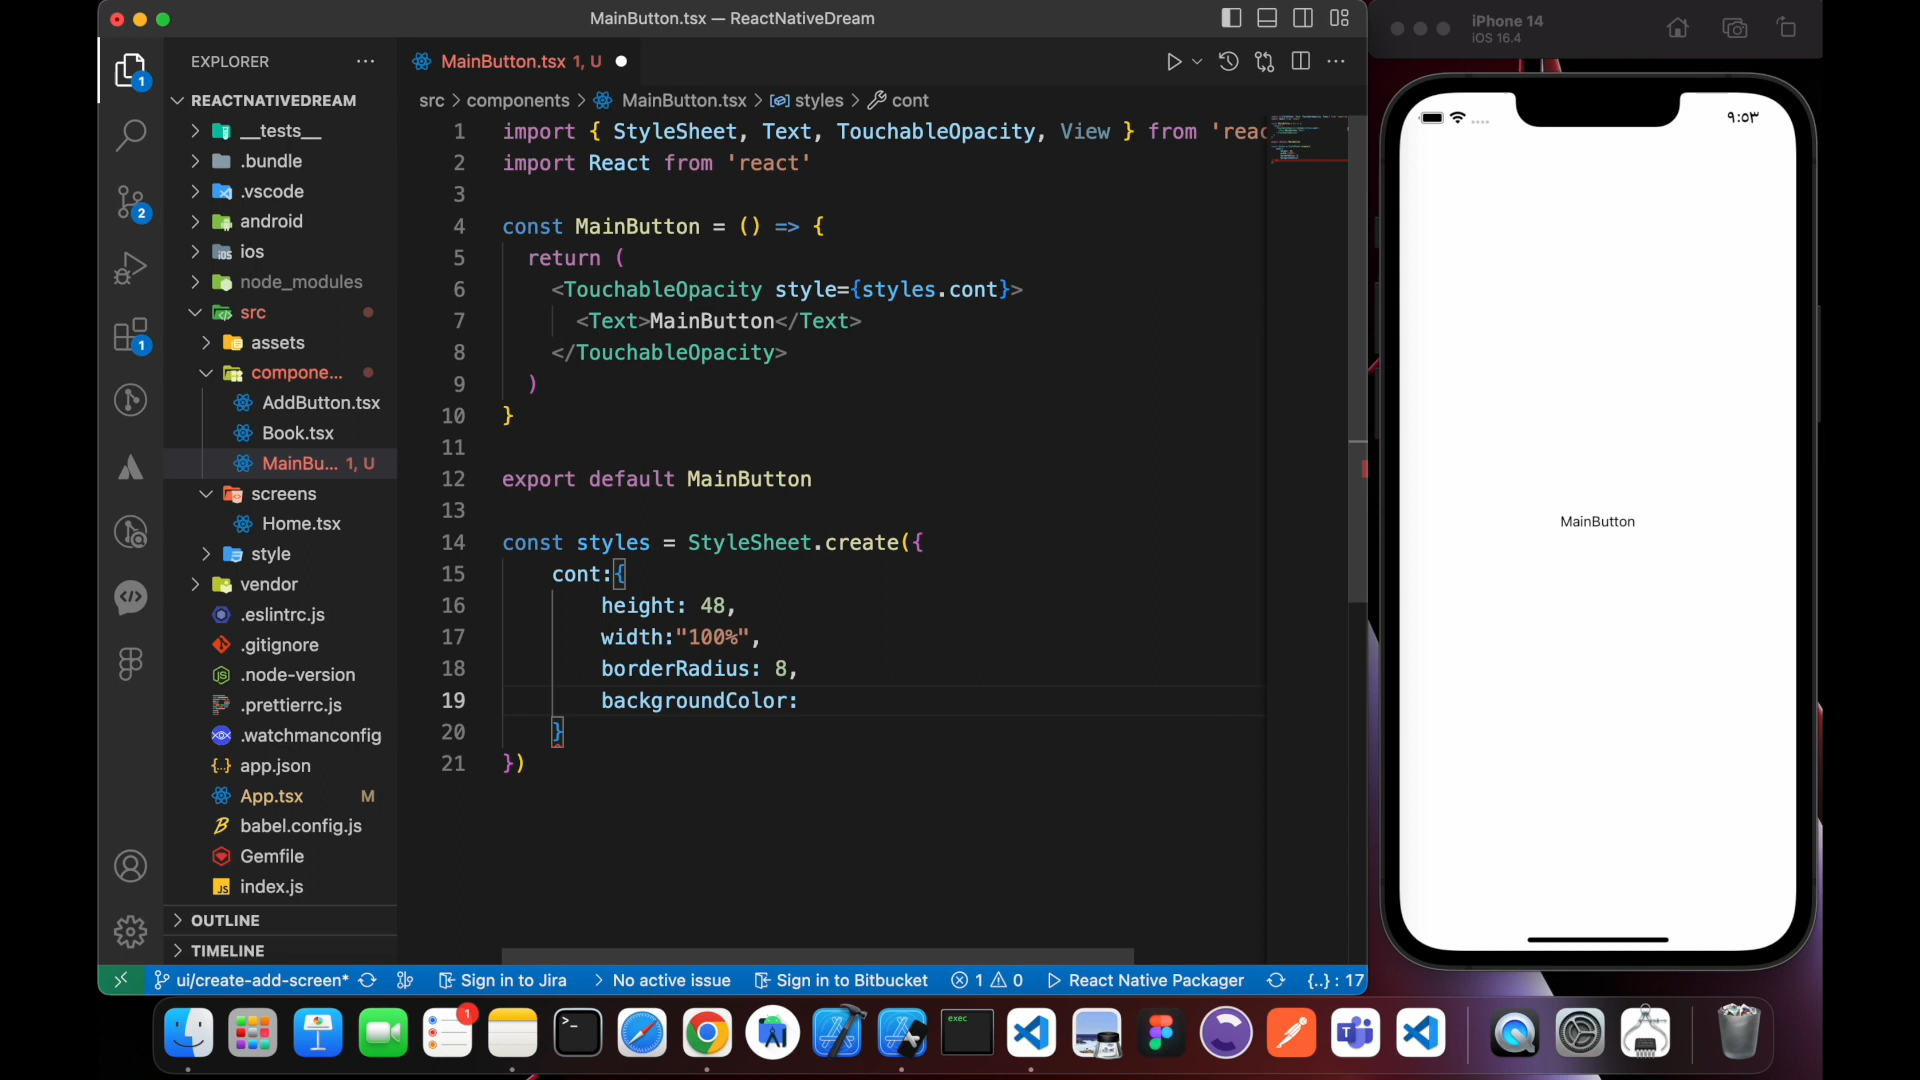 MainButton.tsx — ReactNativeDream
EXPLORER
REACTNATIVEDREAM
__tests__
.bundle
.vscode
android
ios
node_modules
src
assets
compone...
AddButton.tsx
Book.tsx
MainBu... 1, U
screens
Home.tsx
style
vendor
.eslintrc.js
.gitignore
.node-version
.prettierrc.js
.watchmanconfig
app.json
App.tsx M
babel.config.js
Gemfile
index.js
OUTLINE
TIMELINE
1
2
1
MainButton.tsx 1, U
src > components > MainButton.tsx > styles > cont
1 import { StyleSheet, Text, TouchableOpacity, View } from 'reac
2 import React from 'react'
3
4 const MainButton = () => {
5 return (
6 <TouchableOpacity style={styles.cont}>
7 <Text>MainButton</Text>
8 </TouchableOpacity>
9 )
10 }
11
12 export default MainButton
13
14 const styles = StyleSheet.create({
15 cont:{
16 height: 48,
17 width:"100%",
18 borderRadius: 8,
19 backgroundColor:
20 }
21 })
ui/create-add-screen* Sign in to Jira No active issue Sign in to Bitbucket 1 0 React Native Packager {..} : 17
iPhone 14
iOS 16.4
٩:٥٣
MainButton
1
exec